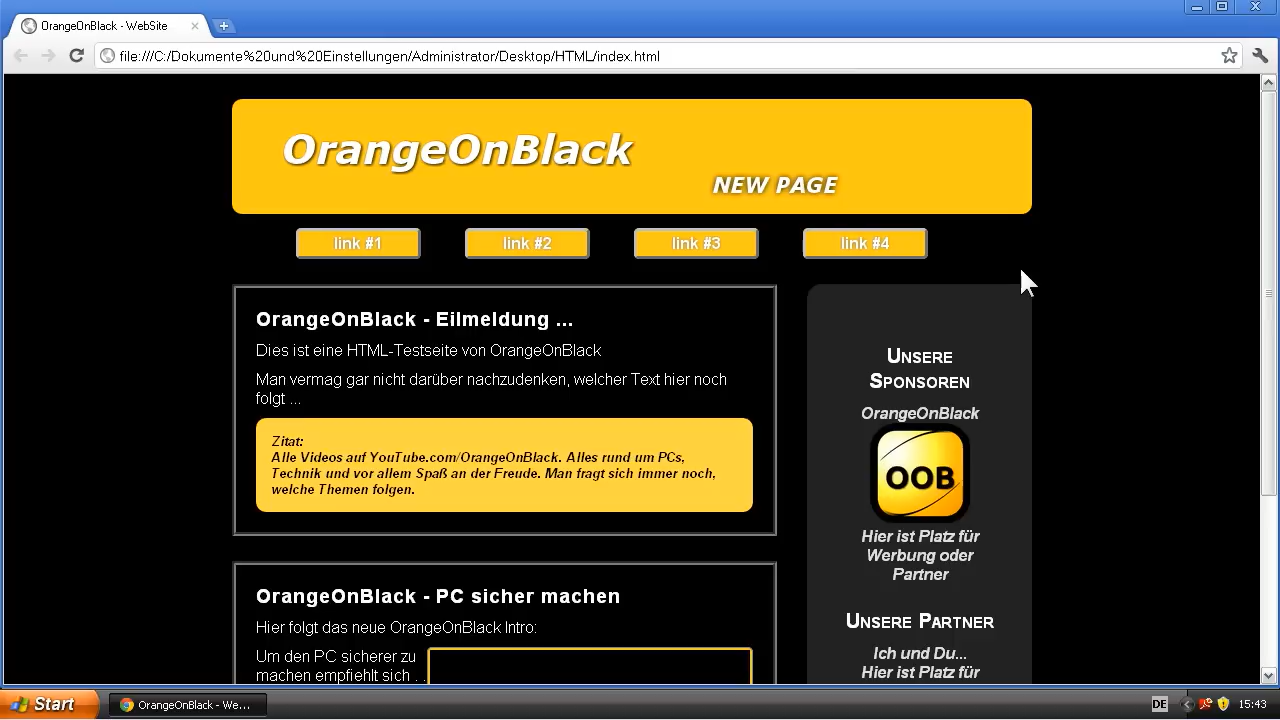 OrangeOnBlack - WebSite
file:///C:/Dokumente%20und%20Einstellungen/Administrator/Desktop/HTML/index.html
OrangeOnBlack
NEW PAGE
link #1
link #2
link #3
link #4
OrangeOnBlack - Eilmeldung ...
Dies ist eine HTML-Testseite von OrangeOnBlack
Man vermag gar nicht darüber nachzudenken, welcher Text hier noch
folgt ...
Zitat:
Alle Videos auf YouTube.com/OrangeOnBlack. Alles rund um PCs,
Technik und vor allem Spaß an der Freude. Man fragt sich immer noch,
welche Themen folgen.
OrangeOnBlack - PC sicher machen
Hier folgt das neue OrangeOnBlack Intro:
Um den PC sicherer zu
machen empfiehlt sich . .
UNSERE
SPONSOREN
OrangeOnBlack
OOB
Hier ist Platz für
Werbung oder
Partner
UNSERE PARTNER
Ich und Du...
Hier ist Platz für
Start
OrangeOnBlack - We...
DE
15:43